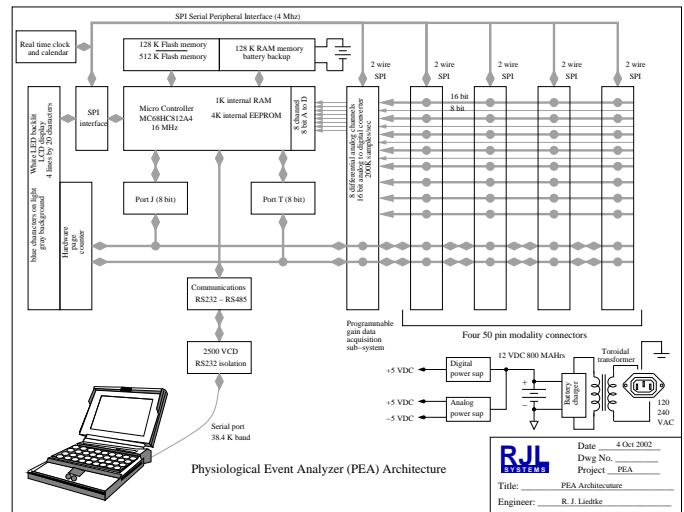 SPI Serial Peripheral Interface (4 Mhz)
Real time clock
and calendar
128 K Flash memory
512 K Flash memory
128 K RAM memory
battery backup
2 wire
SPI
2 wire
SPI
2 wire
SPI
2 wire
SPI
2 wire
SPI
White LED backlit
LCD display
4 lines by 20 characters
blue characters on light
gray background
SPI
interface
Micro Controller
MC68HC812A4
16 MHz
1K internal RAM
4K internal EEPROM
8 channel
8 bit A to D
8 differential analog channels
16 bit analog to digital converter
200K samples/sec
16 bit
8 bit
Port J (8 bit)
Port T (8 bit)
Hardware
page
counter
Communications
RS232 – RS485
2500 VCD
RS232 isolation
Programmable
gain data
acquisition
sub–system
Four 50 pin modality connectors
+5 VDC
Digital
power sup
12 VDC 800 MAHrs
Toroidal
transformer
+5 VDC
–5 VDC
Analog
power sup
+
–
Battery
charger
120
240
VAC
Serial port
38.4 K baud
Physiological Event Analyzer (PEA) Architecture
RJL
SYSTEMS
Date 4 Oct 2002
Dwg No.
Project PEA
Title: PEA Architecuture
Engineer: R. J. Liedtke